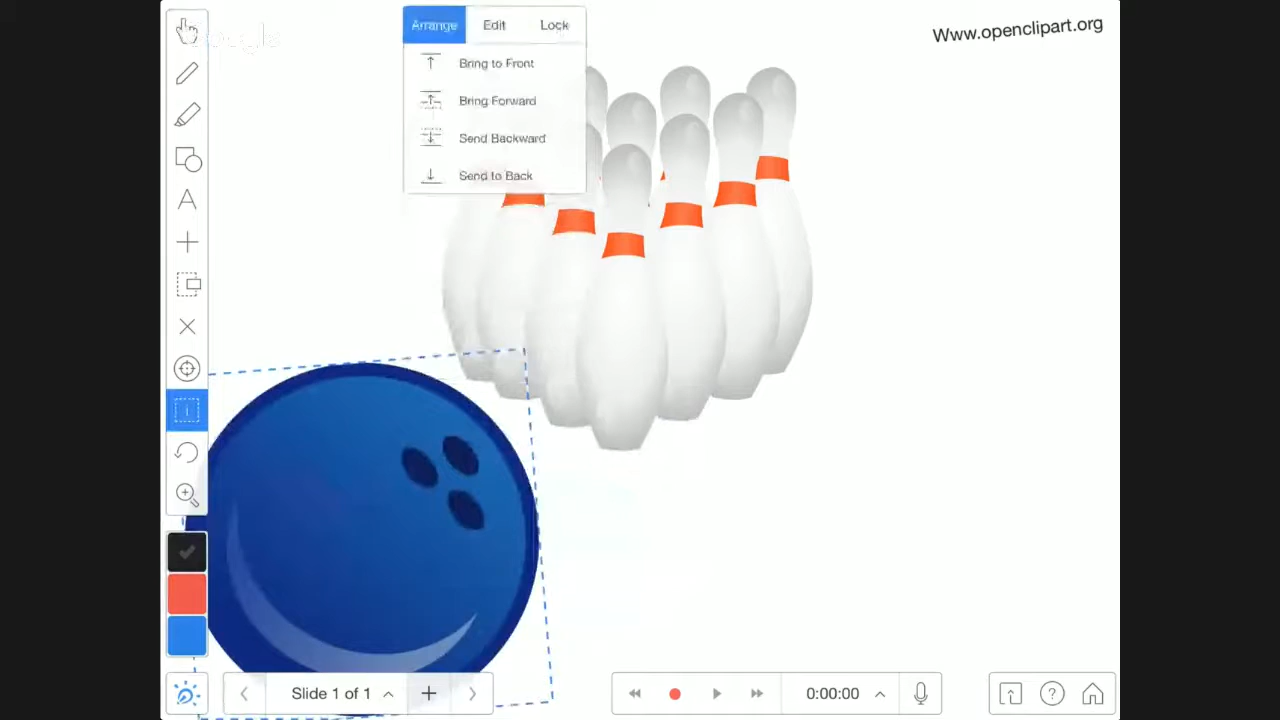 Google
Arrange Edit Lock
Www.openclipart.org
Bring to Front
Bring Forward
Send Backward
Send to Back
A
Slide 1 of 1
0:00:00